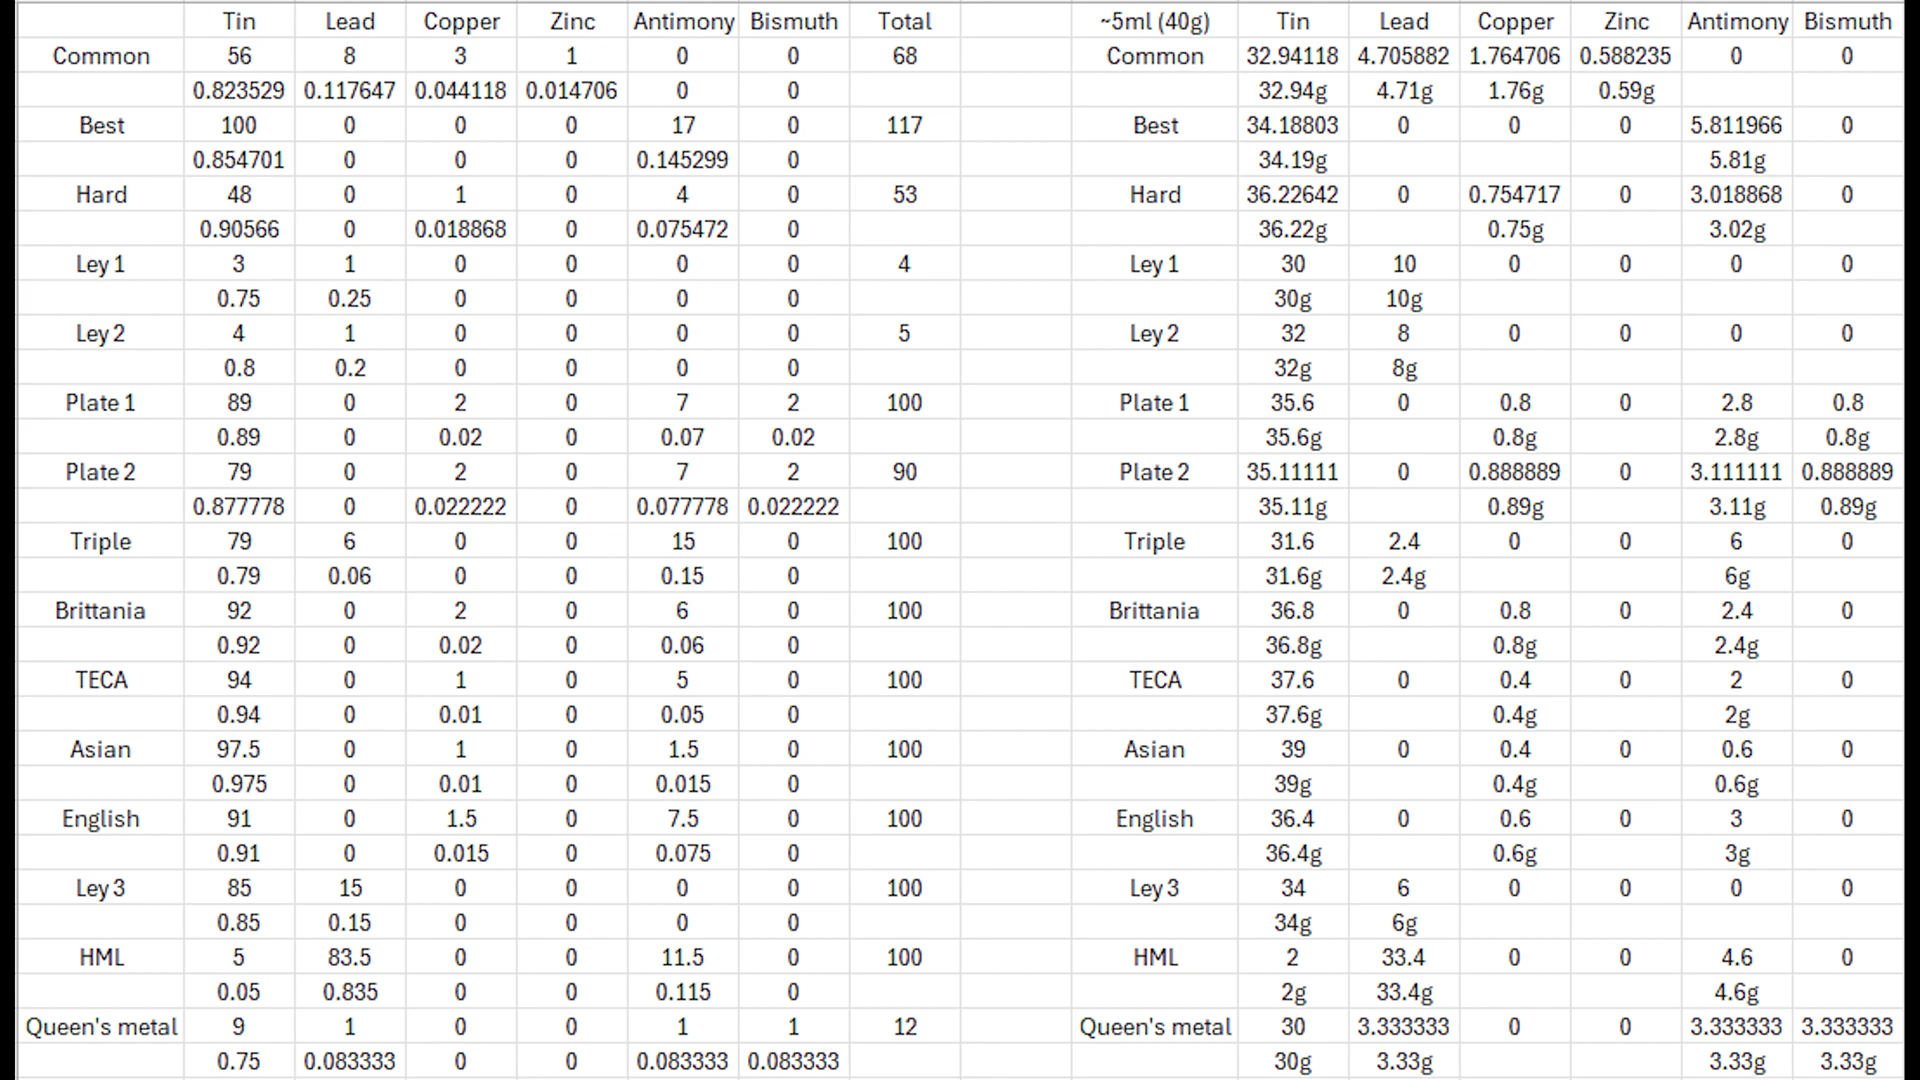 Tin Lead Copper Zinc Antimony Bismuth Total ~5ml (40g) Tin Lead Copper Zinc Antimony Bismuth
Common 56 8 3 1 0 0 68 Common 32.94118 4.705882 1.764706 0.588235 0 0
0.823529 0.117647 0.044118 0.014706 0 0 32.94g 4.71g 1.76g 0.59g
Best 100 0 0 0 17 0 117 Best 34.18803 0 0 0 5.811966 0
0.854701 0 0 0 0.145299 0 34.19g 5.81g
Hard 48 0 1 0 4 0 53 Hard 36.22642 0 0.754717 0 3.018868 0
0.90566 0 0.018868 0 0.075472 0 36.22g 0.75g 3.02g
Ley 1 3 1 0 0 0 0 4 Ley 1 30 10 0 0 0 0
0.75 0.25 0 0 0 0 30g 10g
Ley 2 4 1 0 0 0 0 5 Ley 2 32 8 0 0 0 0
0.8 0.2 0 0 0 0 32g 8g
Plate 1 89 0 2 0 7 2 100 Plate 1 35.6 0 0.8 0 2.8 0.8
0.89 0 0.02 0 0.07 0.02 35.6g 0.8g 2.8g 0.8g
Plate 2 79 0 2 0 7 2 90 Plate 2 35.11111 0 0.888889 0 3.111111 0.888889
0.877778 0 0.022222 0 0.077778 0.022222 35.11g 0.89g 3.11g 0.89g
Triple 79 6 0 0 15 0 100 Triple 31.6 2.4 0 0 6 0
0.79 0.06 0 0 0.15 0 31.6g 2.4g 6g
Brittania 92 0 2 0 6 0 100 Brittania 36.8 0 0.8 0 2.4 0
0.92 0 0.02 0 0.06 0 36.8g 0.8g 2.4g
TECA 94 0 1 0 5 0 100 TECA 37.6 0 0.4 0 2 0
0.94 0 0.01 0 0.05 0 37.6g 0.4g 2g
Asian 97.5 0 1 0 1.5 0 100 Asian 39 0 0.4 0 0.6 0
0.975 0 0.01 0 0.015 0 39g 0.4g 0.6g
English 91 0 1.5 0 7.5 0 100 English 36.4 0 0.6 0 3 0
0.91 0 0.015 0 0.075 0 36.4g 0.6g 3g
Ley 3 85 15 0 0 0 0 100 Ley 3 34 6 0 0 0 0
0.85 0.15 0 0 0 0 34g 6g
HML 5 83.5 0 0 11.5 0 100 HML 2 33.4 0 0 4.6 0
0.05 0.835 0 0 0.115 0 2g 33.4g 4.6g
Queen's metal 9 1 0 0 1 1 12 Queen's metal 30 3.333333 0 0 3.333333 3.333333
0.75 0.083333 0 0 0.083333 0.083333 30g 3.33g 3.33g 3.33g